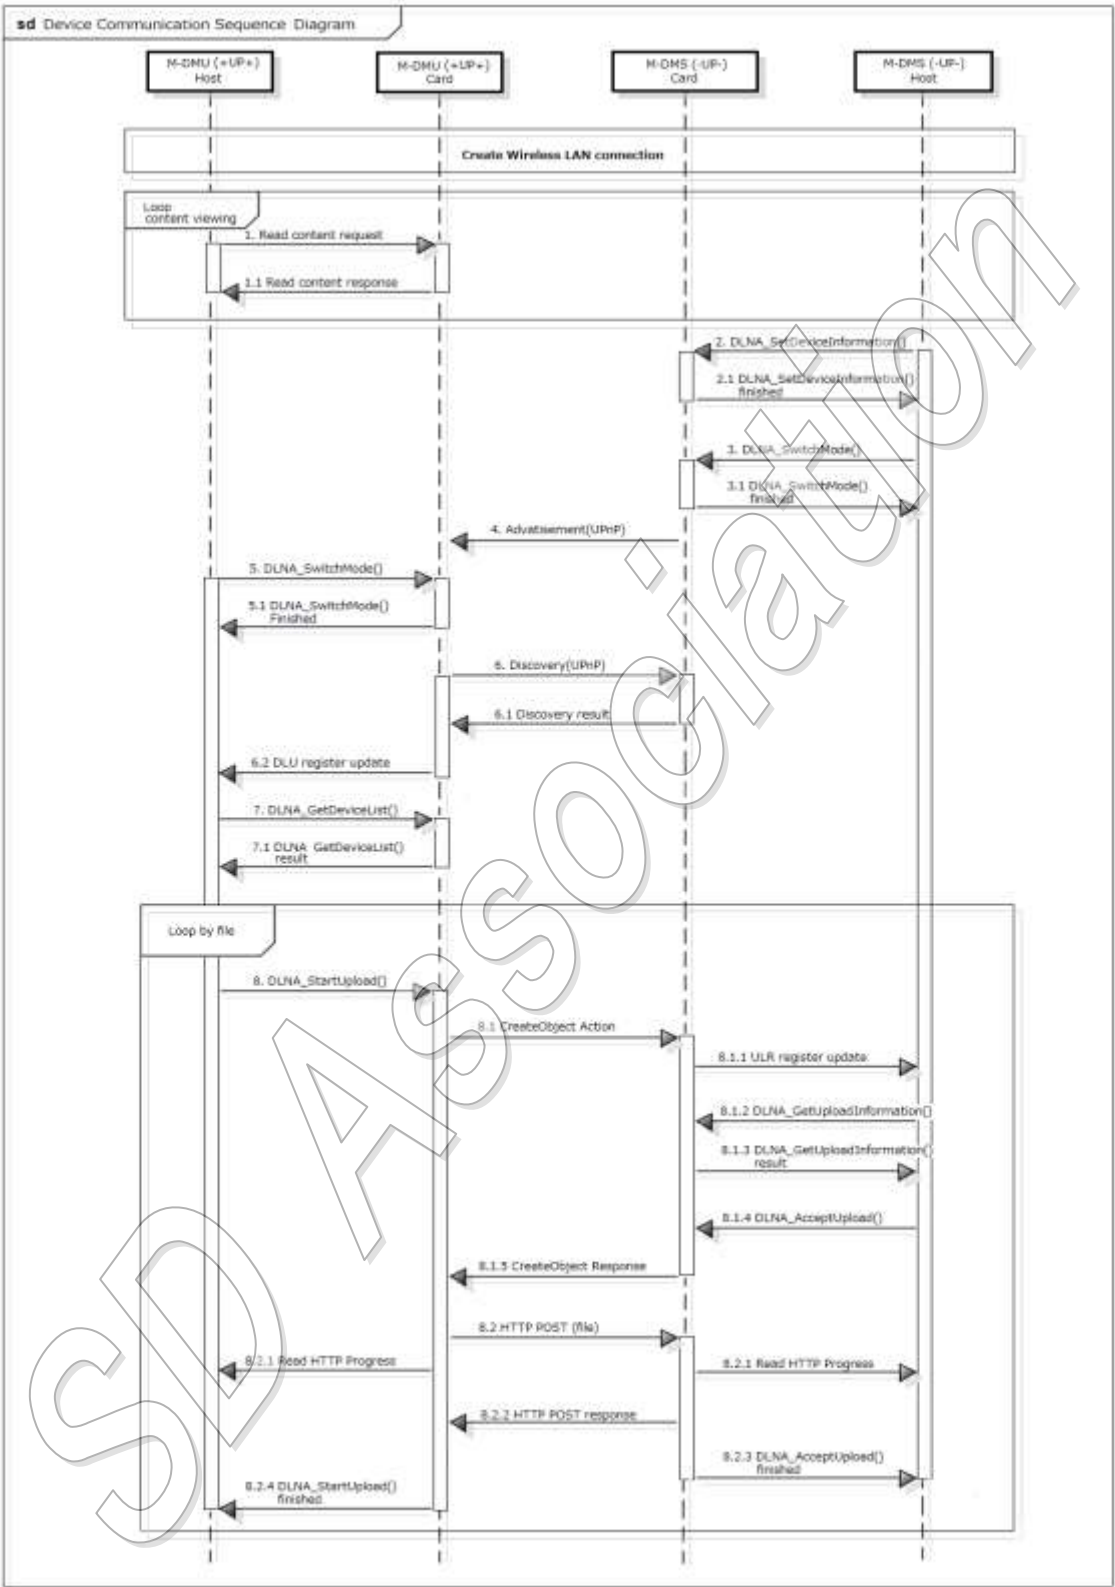 sd Device Communication Sequence Diagram
M-DMU (+UP+)
Host
M-DMU (+UP+)
Card
M-DMS (-UP-)
Card
M-DMS (-UP-)
Host
Create Wireless LAN connection
Loop
content viewing
1. Read content request
1.1 Read content response
2. DLNA_SetDeviceInformation()
2.1 DLNA_SetDeviceInformation()
finished
3. DLNA_SwitchMode()
3.1 DLNA_SwitchMode()
finished
4. Advatisement(UPnP)
5. DLNA_SwitchMode()
5.1 DLNA_SwitchMode()
Finished
6. Discovery(UPnP)
6.1 Discovery result
6.2 DLU register update
7. DLNA_GetDeviceList()
7.1 DLNA_GetDeviceList()
result
Loop by file
8. DLNA_StartUpload()
8.1 CreateObject Action
8.1.1 ULR register update
8.1.2 DLNA_GetUploadInformation()
8.1.3 DLNA_GetUploadInformation()
result
8.1.4 DLNA_AcceptUpload()
8.1.5 CreateObject Response
8.2 HTTP POST (file)
8.2.1 Read HTTP Progress
8.2.1 Read HTTP Progress
8.2.2 HTTP POST response
8.2.3 DLNA_AcceptUpload()
finished
8.2.4 DLNA_StartUpload()
finished
SD Association